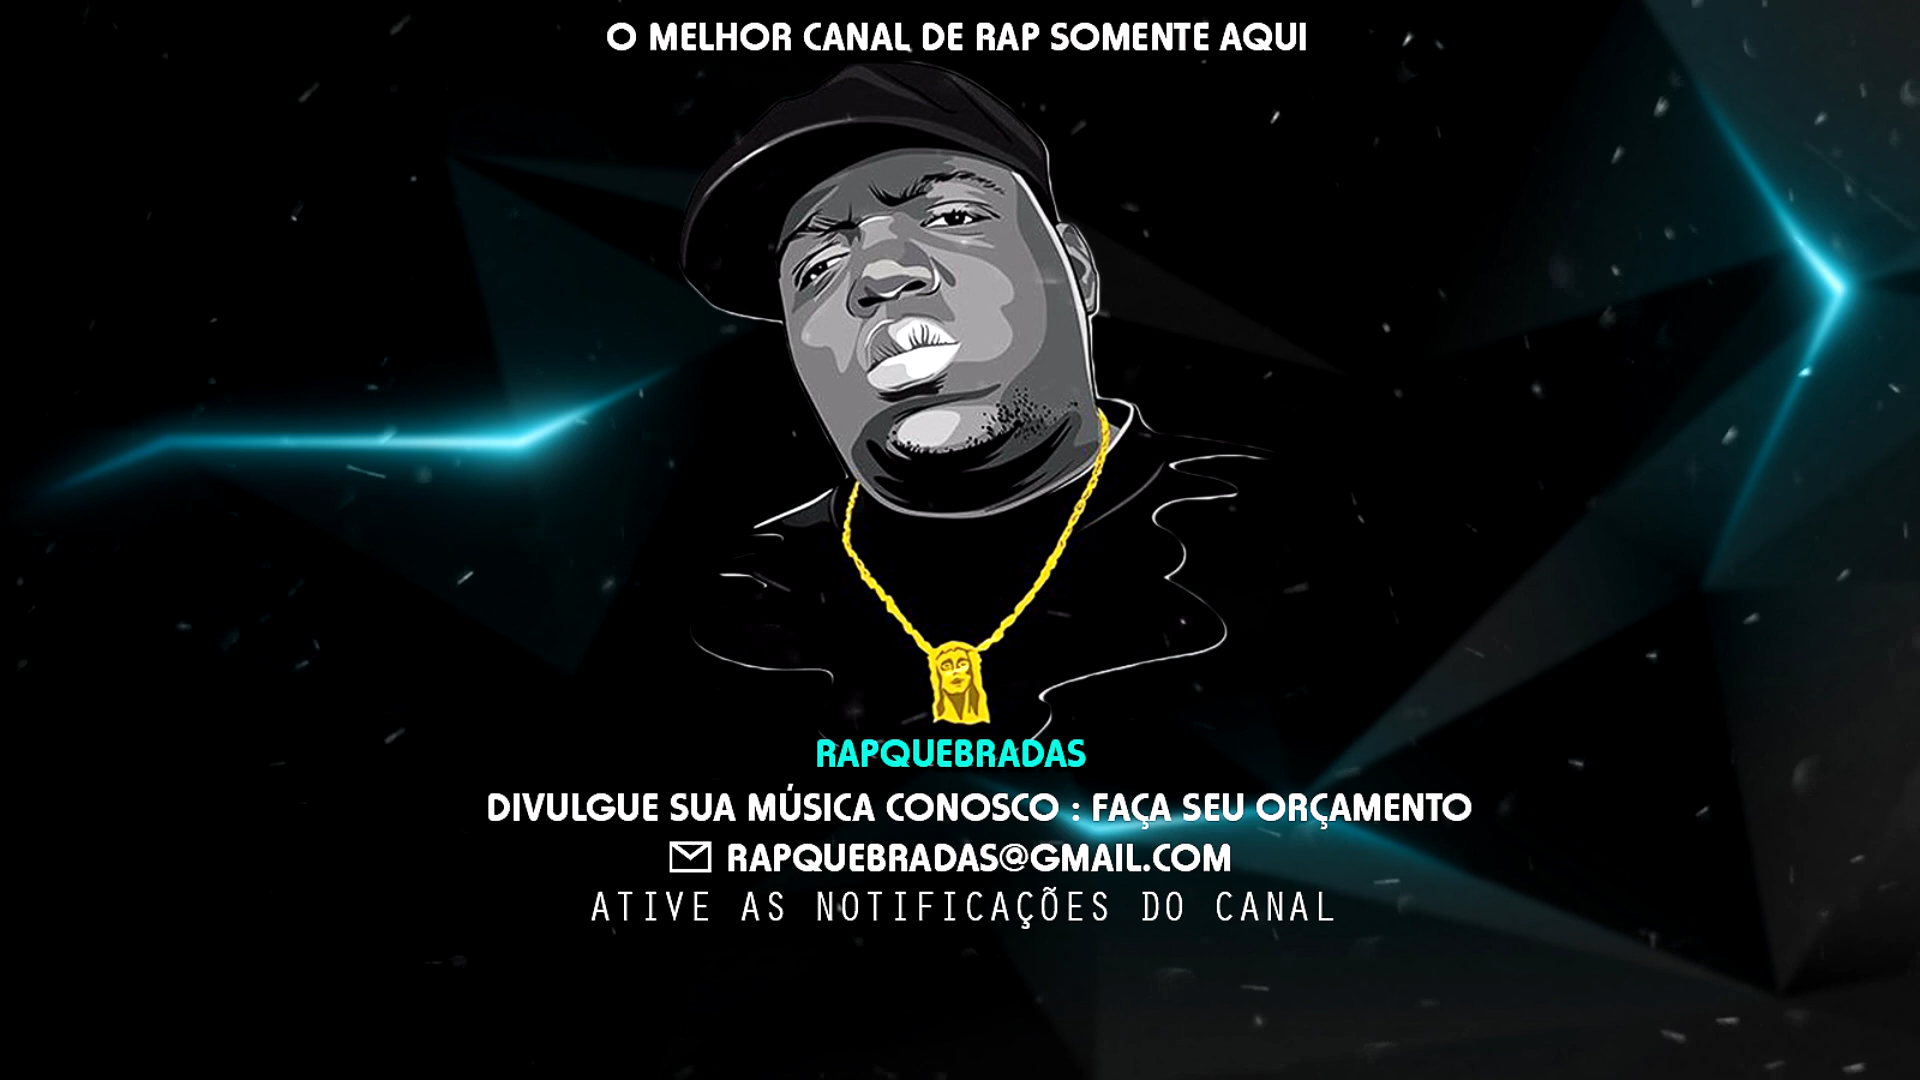 O MELHOR CANAL DE RAP SOMENTE AQUI
RAPQUEBRADAS
DIVULGUE SUA MÚSICA CONOSCO : FAÇA SEU ORÇAMENTO
RAPQUEBRADAS@GMAIL.COM
ATIVE AS NOTIFICAÇÕES DO CANAL